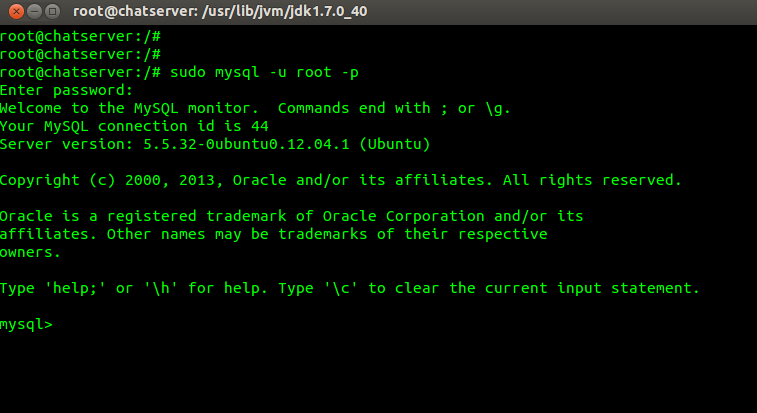 root@chatserver: /usr/lib/jvm/jdk1.7.0_40
root@chatserver:/#
root@chatserver:/#
root@chatserver:/# sudo mysql -u root -p
Enter password:
Welcome to the MySQL monitor.  Commands end with ; or \g.
Your MySQL connection id is 44
Server version: 5.5.32-0ubuntu0.12.04.1 (Ubuntu)
Copyright (c) 2000, 2013, Oracle and/or its affiliates. All rights reserved.
Oracle is a registered trademark of Oracle Corporation and/or its
affiliates. Other names may be trademarks of their respective
owners.
Type 'help;' or '\h' for help. Type '\c' to clear the current input statement.
mysql>